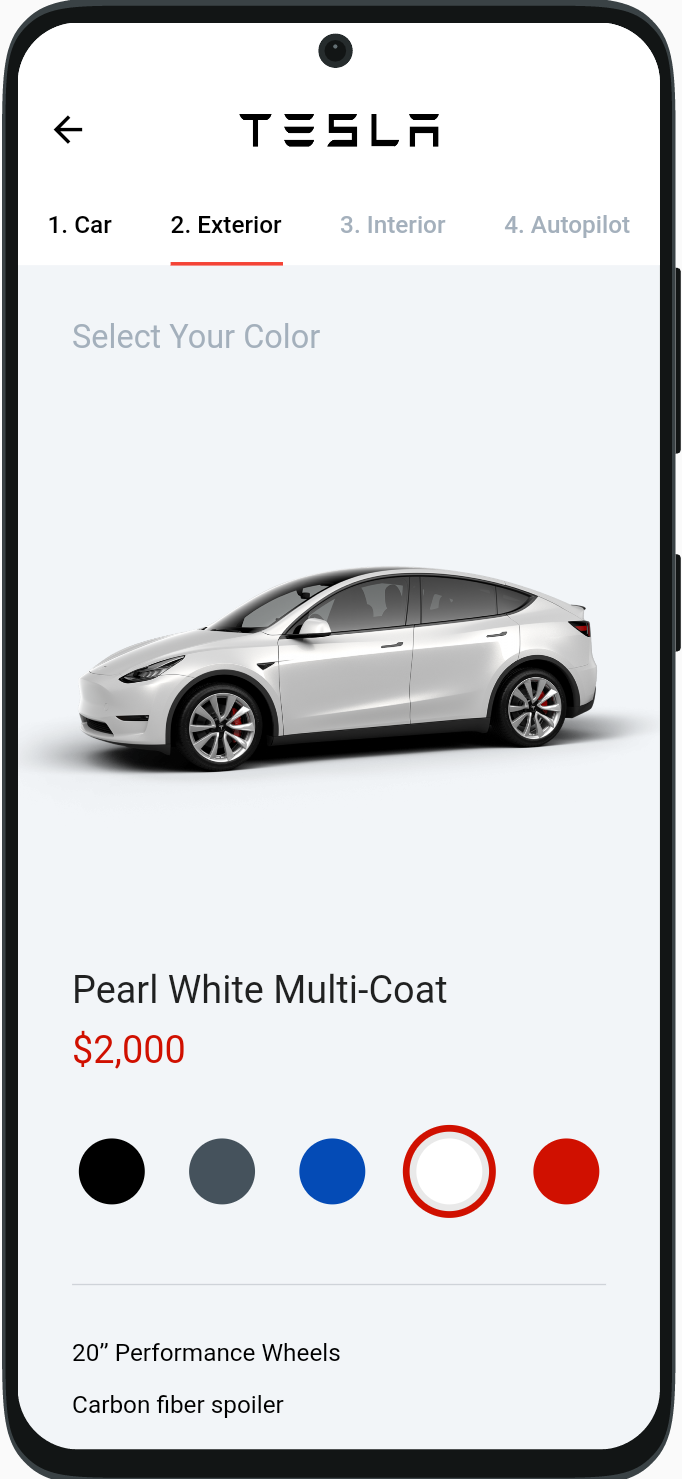 TESLA
1. Car 2. Exterior 3. Interior 4. Autopilot
Select Your Color
Pearl White Multi-Coat
$2,000
20” Performance Wheels
Carbon fiber spoiler